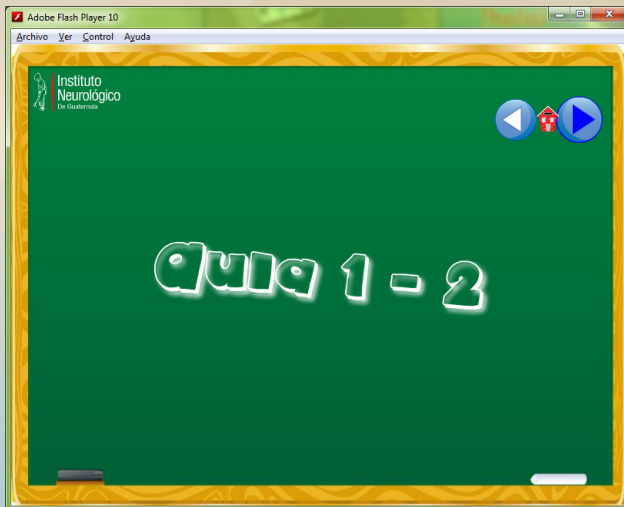 Adobe Flash Player 10
Archivo Ver Control Ayuda
Instituto
Neurológico
De Guatemala
aula 1 - 2